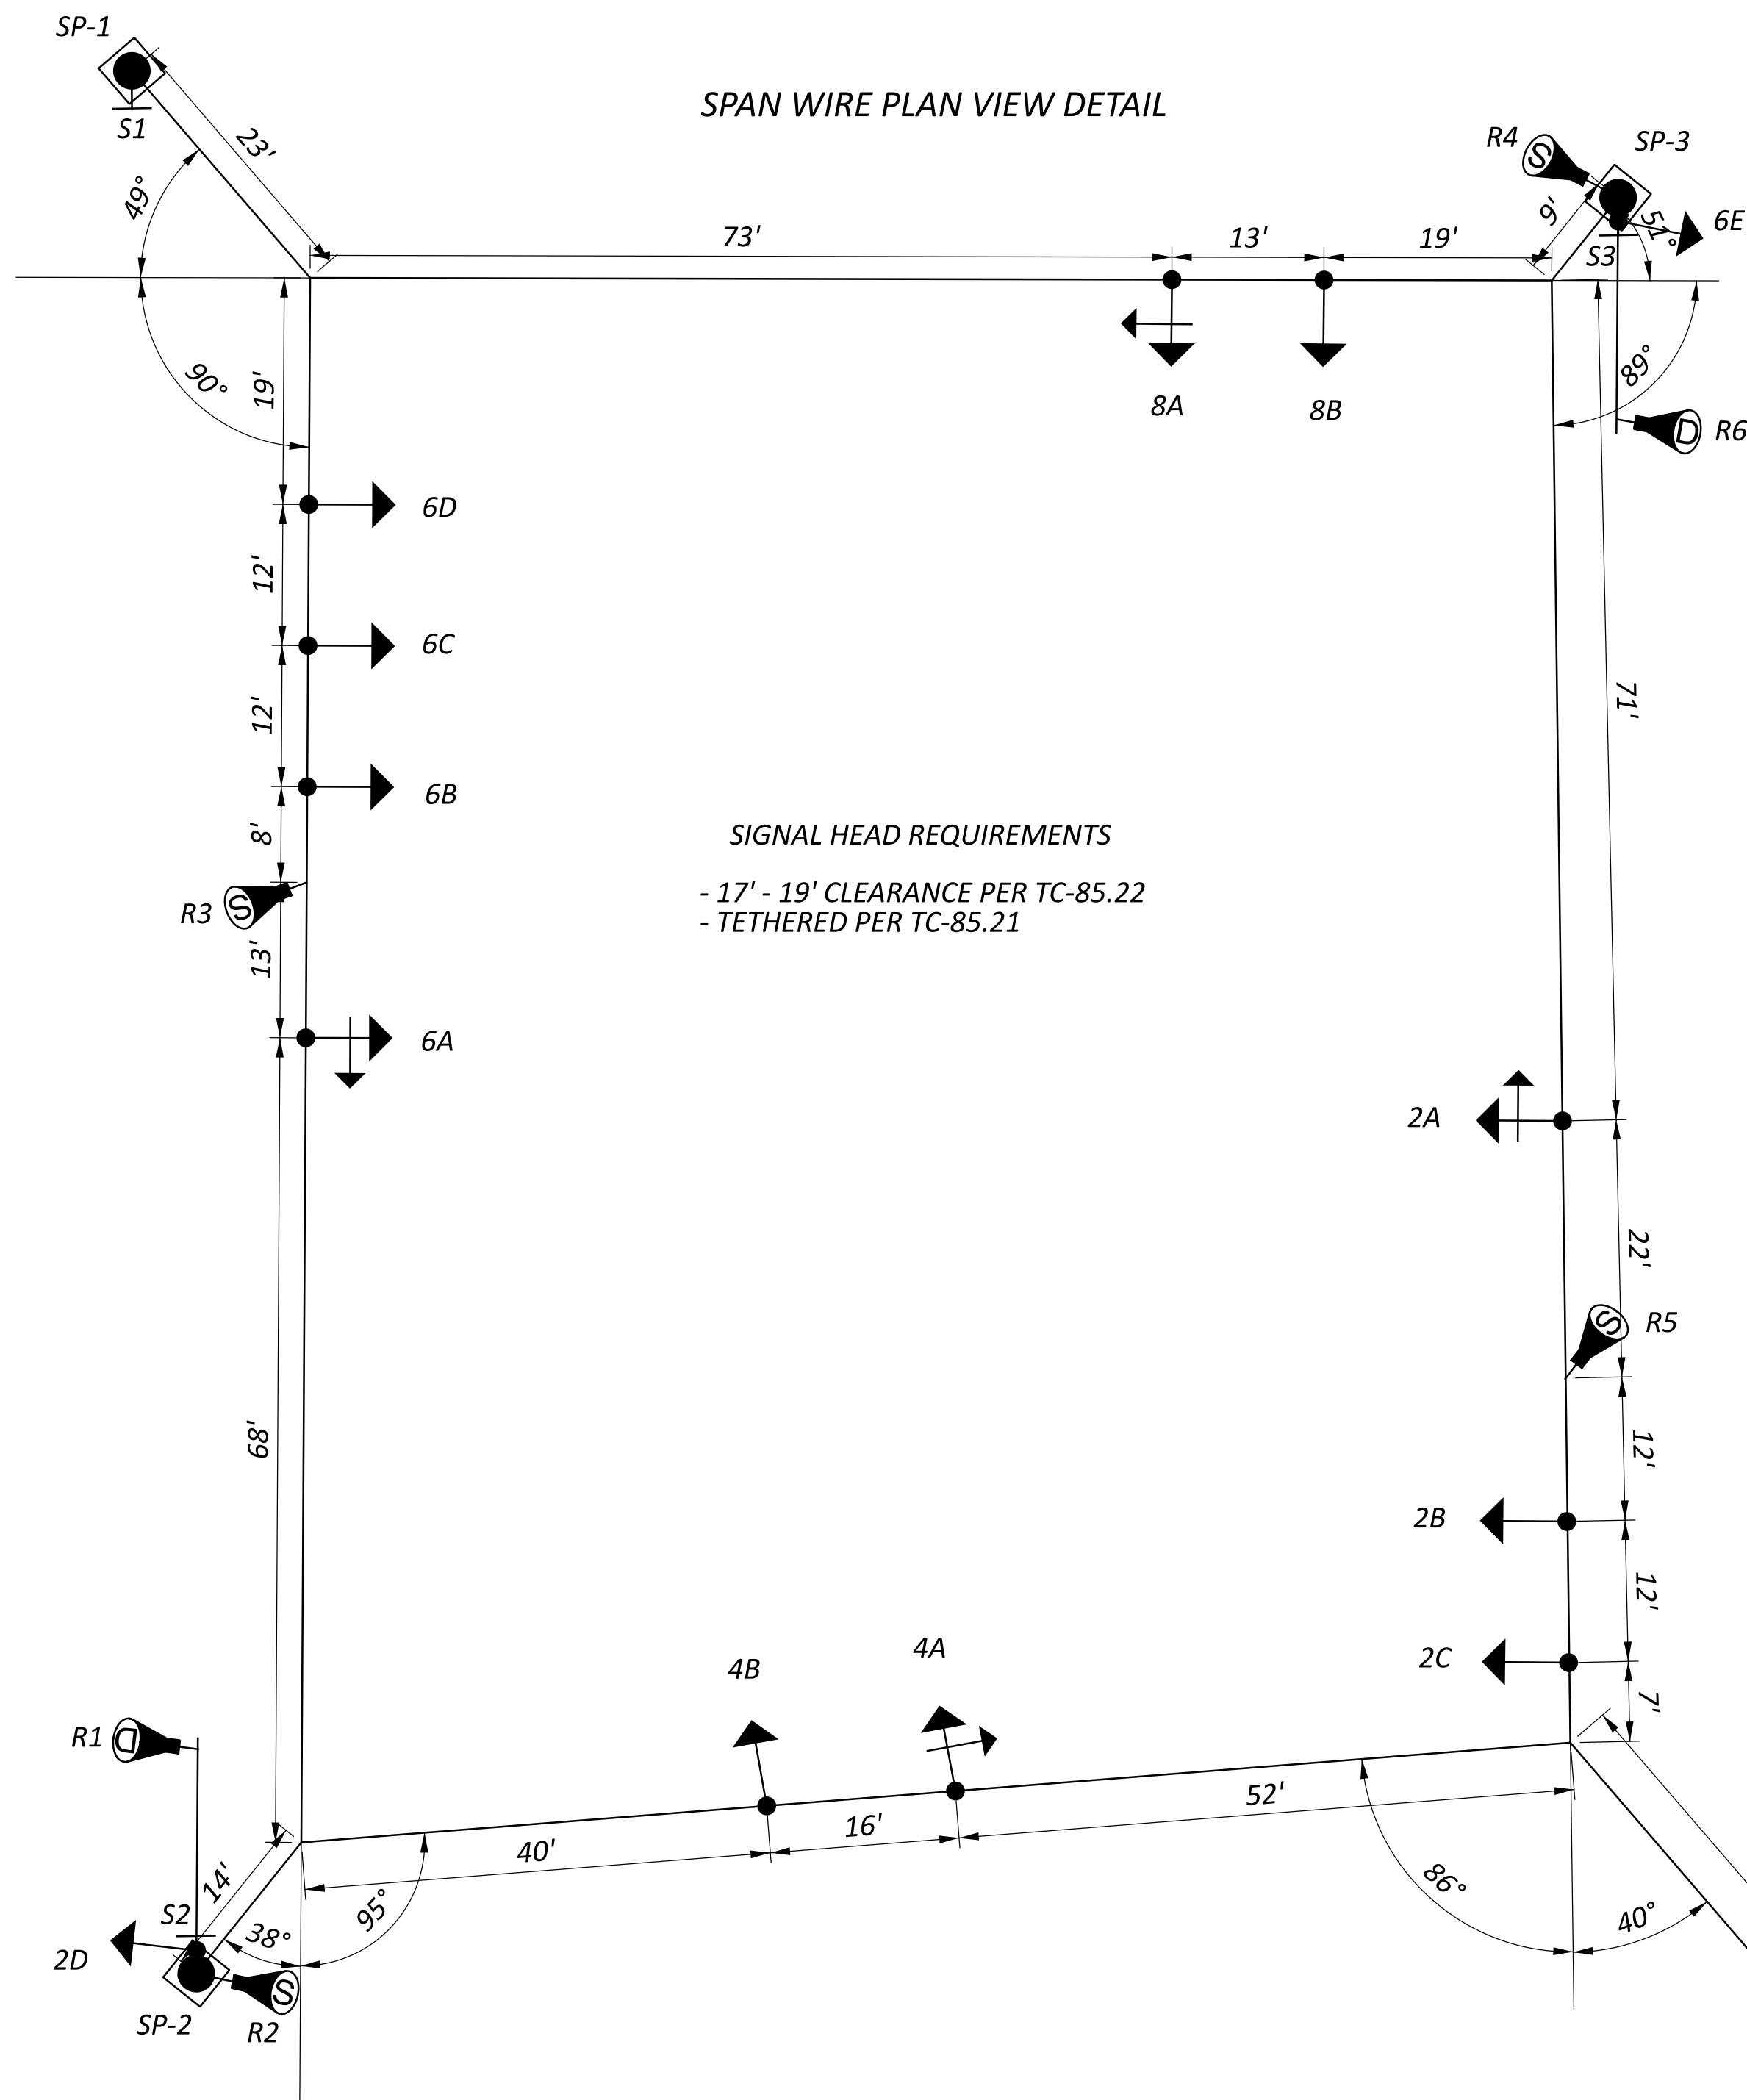 SP-1
SPAN WIRE PLAN VIEW DETAIL
S1
23'
49°
R4
S
SP-3
9'
51°
6E
S3
73'
13'
19'
90°
19'
89°
8A
8B
D
R6
6D
12'
6C
12'
71'
6B
8'
SIGNAL HEAD REQUIREMENTS
- 17' - 19' CLEARANCE PER TC-85.22
- TETHERED PER TC-85.21
R3
S
13'
6A
2A
22'
S
R5
68'
12'
2B
12'
4A
4B
2C
7'
R1
D
52'
16'
40'
14'
86°
95°
40°
S2
38°
2D
S
SP-2
R2